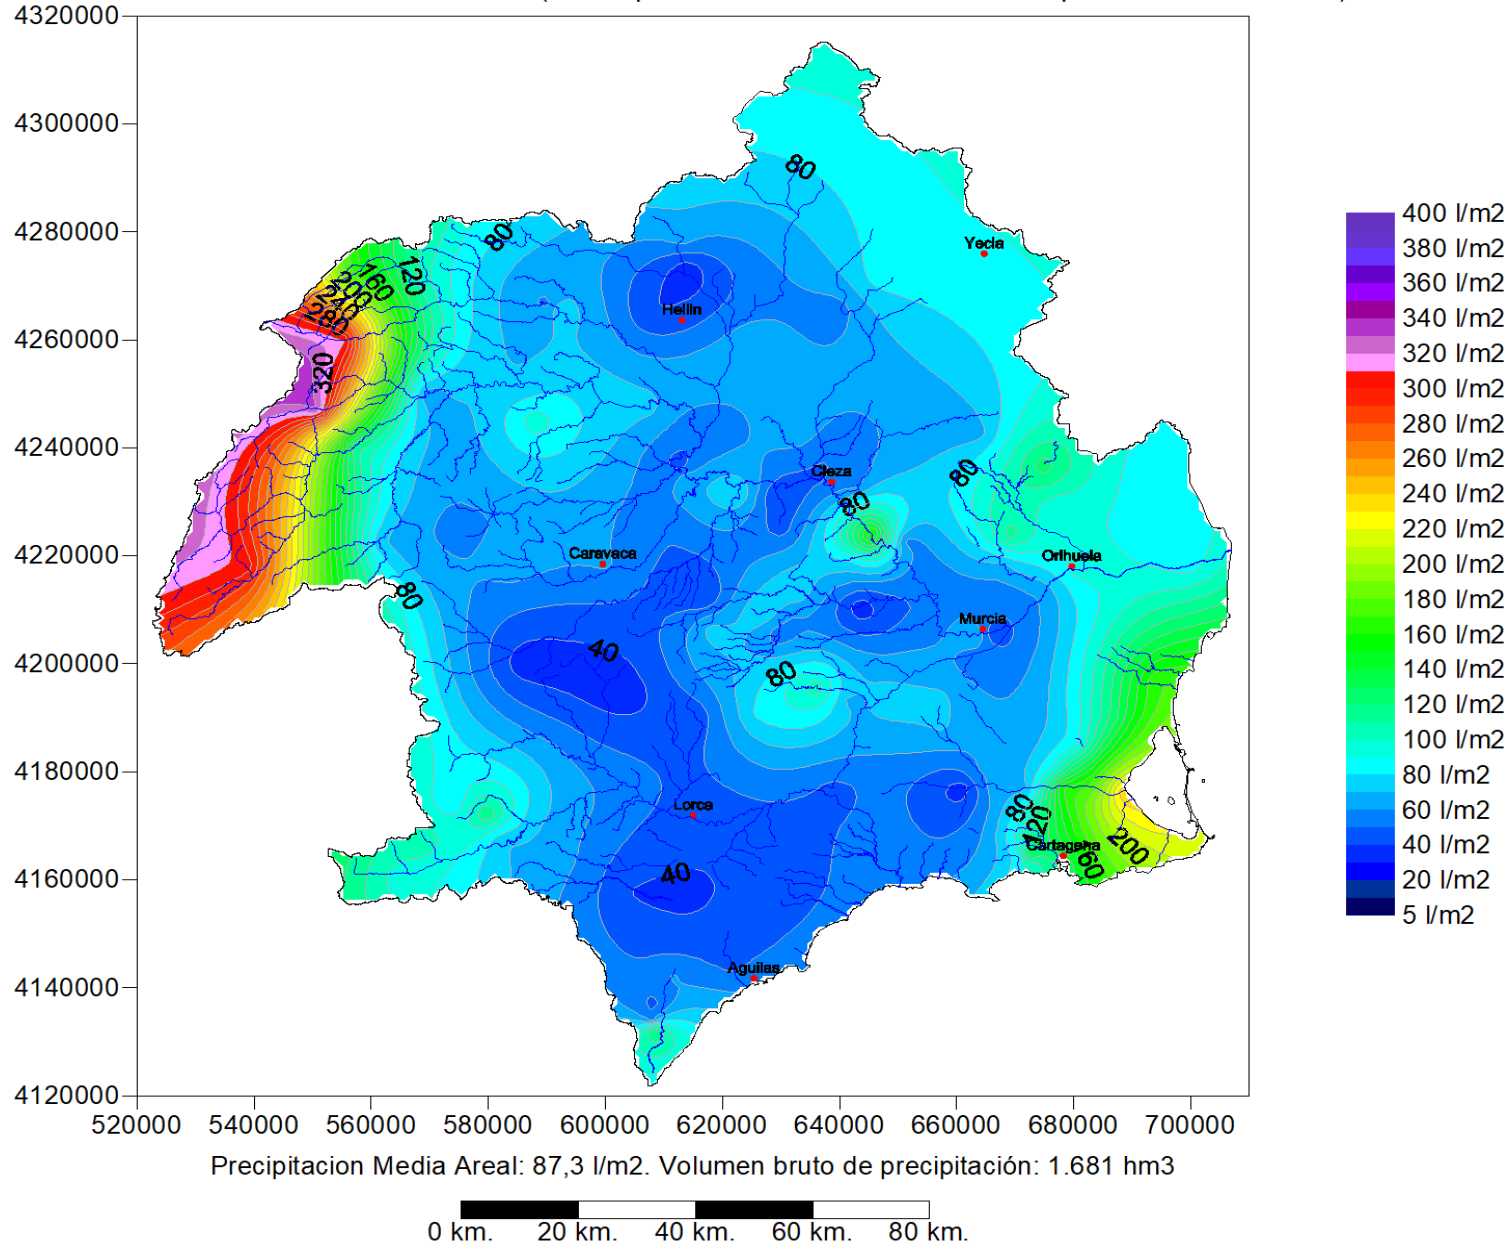 4320000
4300000
4280000
4260000
4240000
4220000
4200000
4180000
4160000
4140000
4120000
520000 540000 560000 580000 600000 620000 640000 660000 680000 700000
80
80
120
160
200
240
280
320
Yecla
Hellin
Cieza
80
80
Caravaca
Orihuela
80
Murcia
40
80
Lorca
80
120
Cartagena
160
200
40
Aguilas
400 l/m2
380 l/m2
360 l/m2
340 l/m2
320 l/m2
300 l/m2
280 l/m2
260 l/m2
240 l/m2
220 l/m2
200 l/m2
180 l/m2
160 l/m2
140 l/m2
120 l/m2
100 l/m2
80 l/m2
60 l/m2
40 l/m2
20 l/m2
5 l/m2
Precipitacion Media Areal: 87,3 l/m2. Volumen bruto de precipitación: 1.681 hm3
0 km. 20 km. 40 km. 60 km. 80 km.